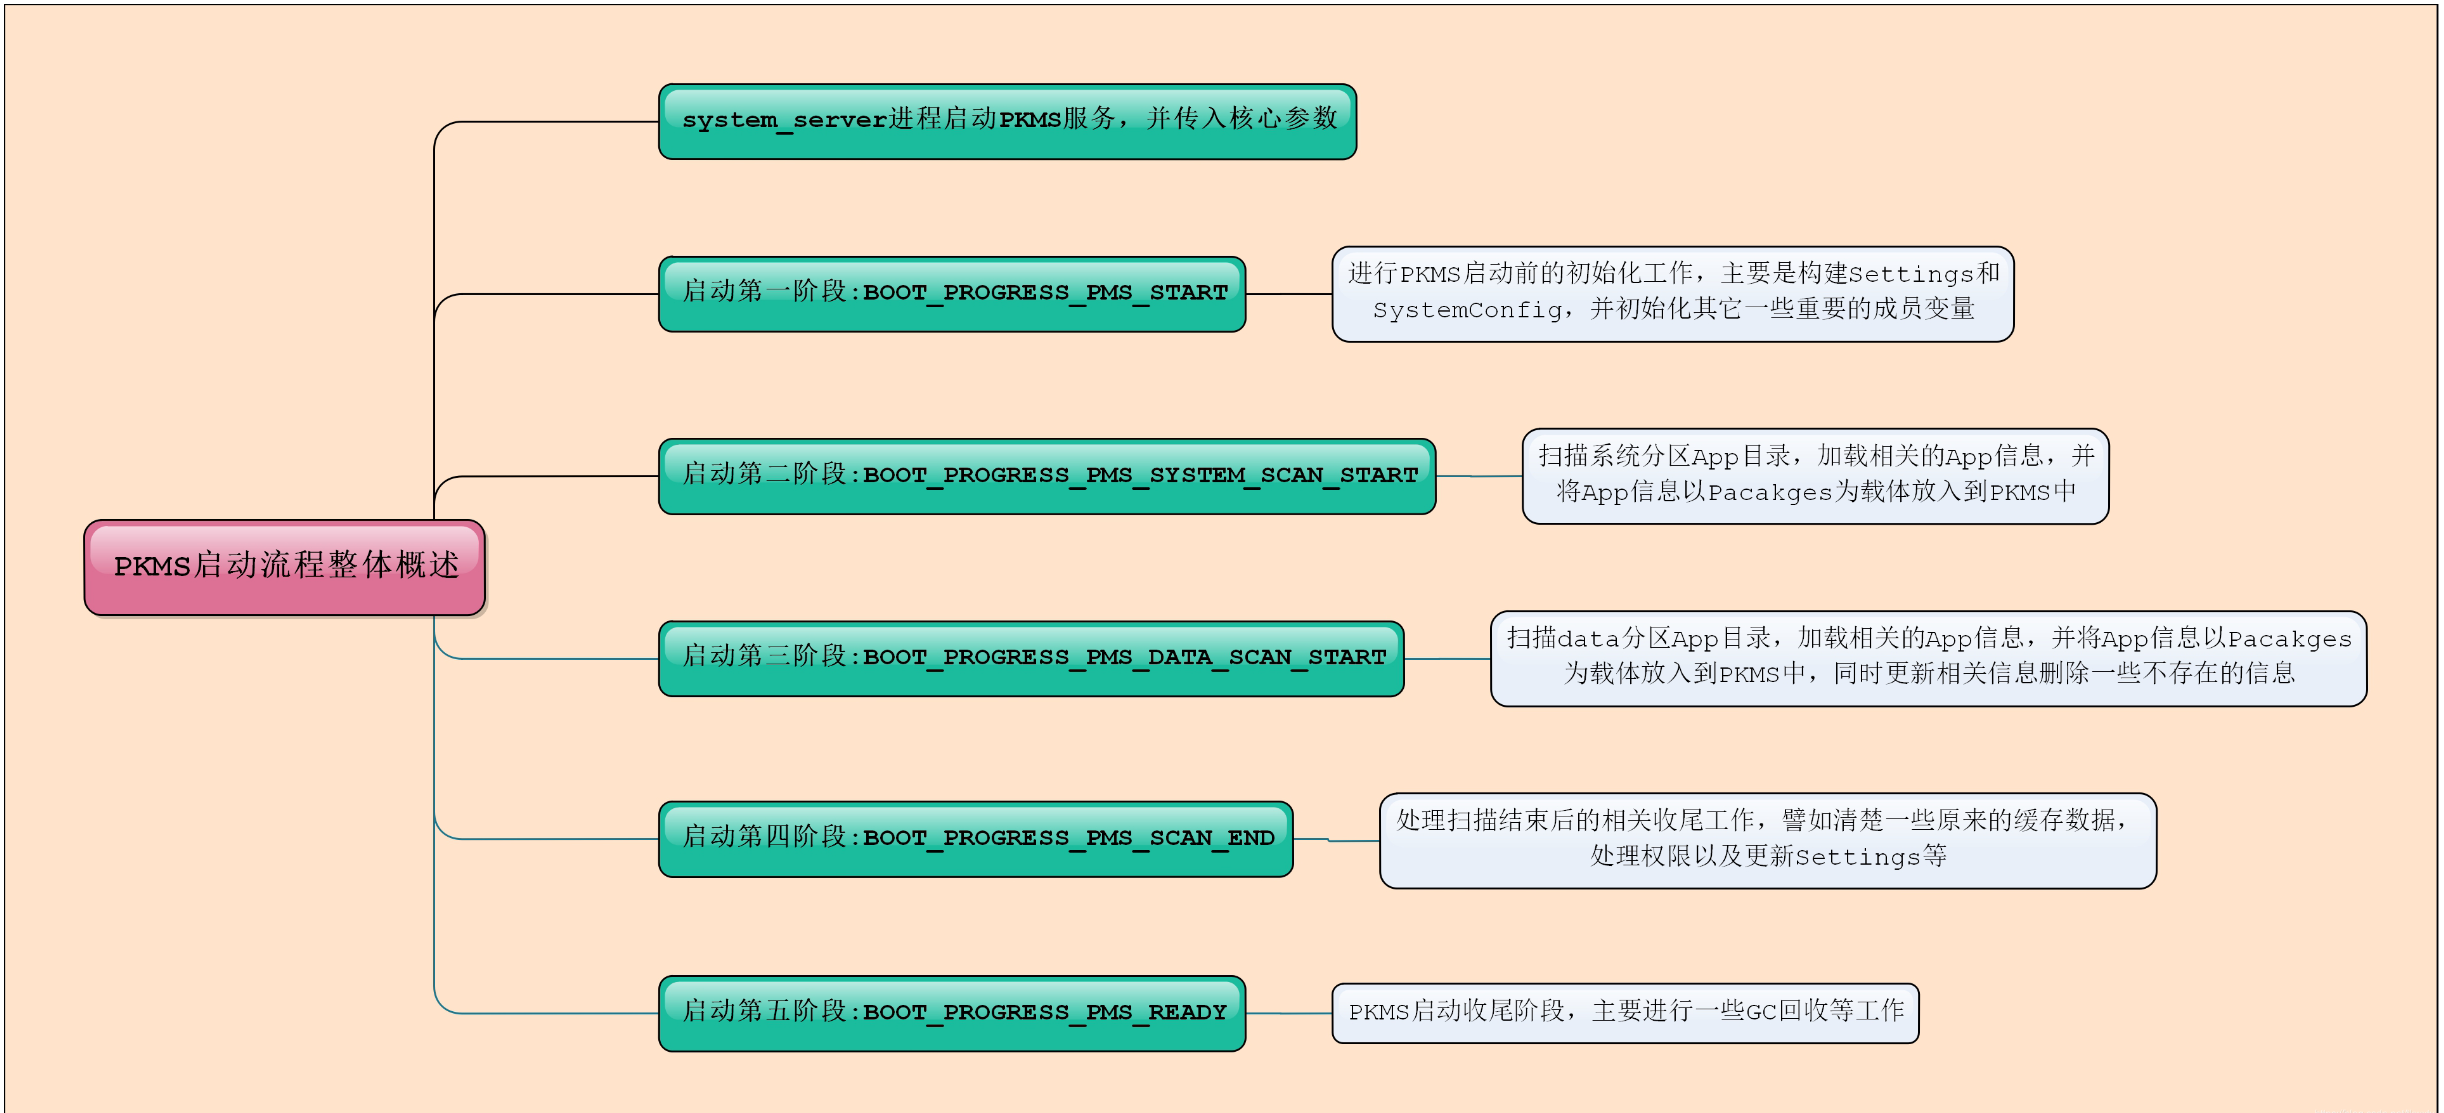 system_server进程启动PKMS服务，并传入核心参数
启动第一阶段:BOOT_PROGRESS_PMS_START
进行PKMS启动前的初始化工作，主要是构建Settings和
SystemConfig，并初始化其它一些重要的成员变量
启动第二阶段:BOOT_PROGRESS_PMS_SYSTEM_SCAN_START
扫描系统分区App目录，加载相关的App信息，并
将App信息以Pacakges为载体放入到PKMS中
PKMS启动流程整体概述
启动第三阶段:BOOT_PROGRESS_PMS_DATA_SCAN_START
扫描data分区App目录，加载相关的App信息，并将App信息以Pacakges
为载体放入到PKMS中，同时更新相关信息删除一些不存在的信息
启动第四阶段:BOOT_PROGRESS_PMS_SCAN_END
处理扫描结束后的相关收尾工作，譬如清楚一些原来的缓存数据，
处理权限以及更新Settings等
启动第五阶段:BOOT_PROGRESS_PMS_READY
PKMS启动收尾阶段，主要进行一些GC回收等工作